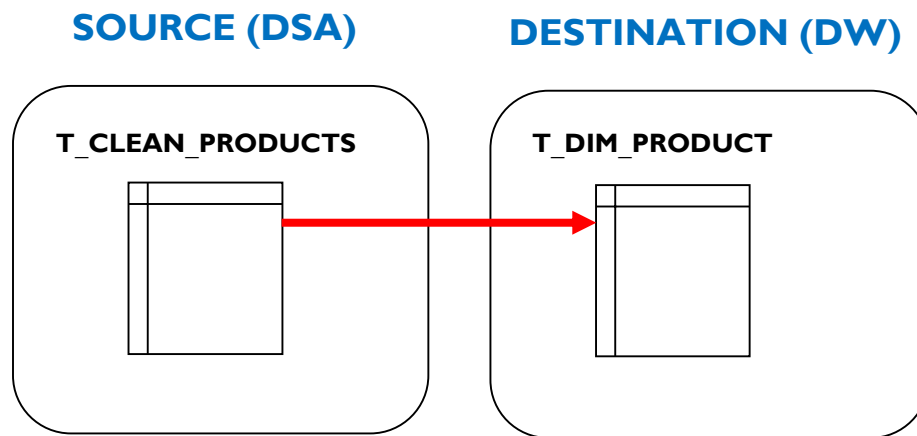 SOURCE (DSA)
DESTINATION (DW)
T_CLEAN_PRODUCTS
T_DIM_PRODUCT